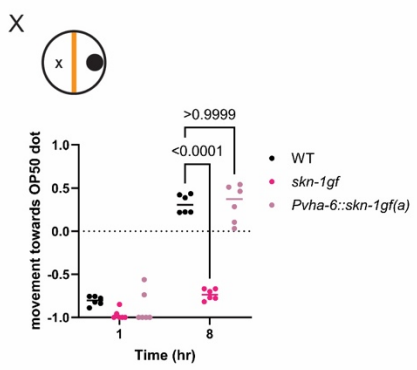 X
x
>0.9999
<0.0001
WT
skn-1gf
Pvha-6::skn-1gf(a)
movement towards OP50 dot
1.0
0.5
0.0
-0.5
-1.0
1
8
Time (hr)